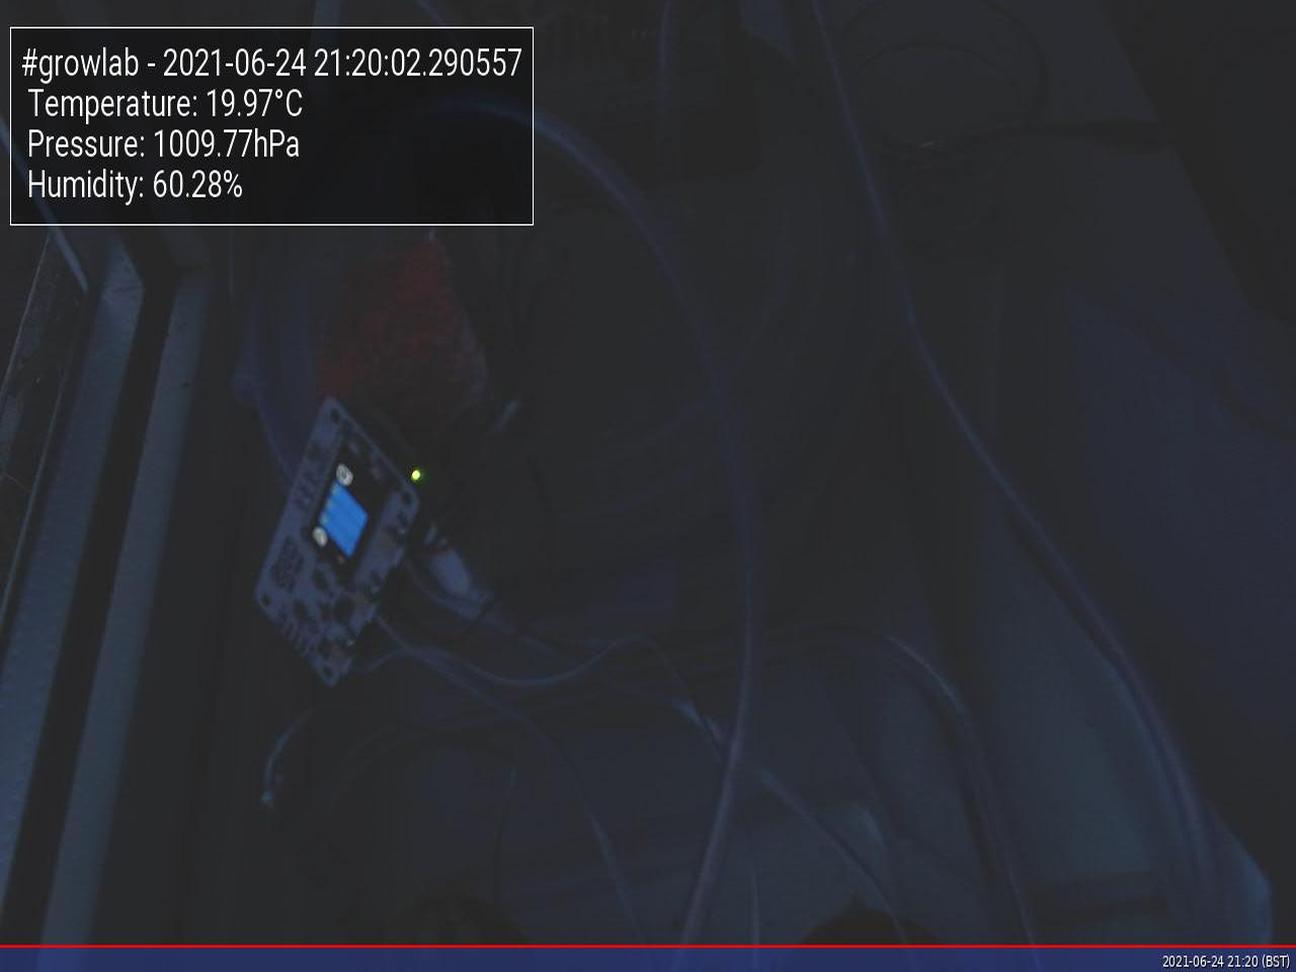 #growlab - 2021-06-24 21:20:02.290557
Temperature: 19.97°C
Pressure: 1009.77hPa
Humidity: 60.28%
2021-06-24 21:20 (BST)